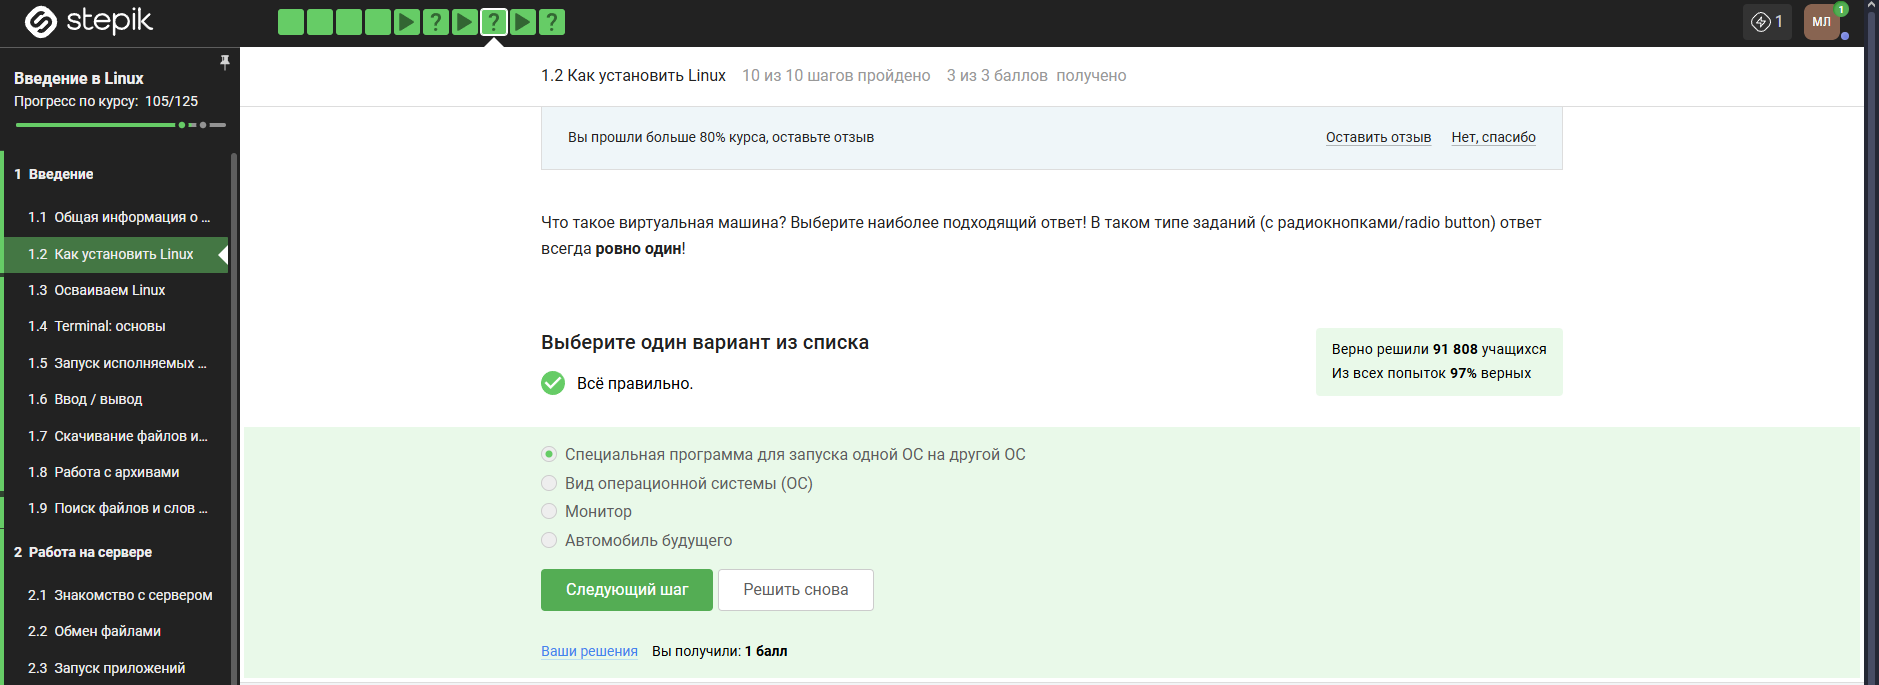 stepik
? ? ?
1
МЛ
1
Введение в Linux
Прогресс по курсу: 105/125
1 Введение
1.1 Общая информация о ...
1.2 Как установить Linux
1.3 Осваиваем Linux
1.4 Terminal: основы
1.5 Запуск исполняемых ...
1.6 Ввод / вывод
1.7 Скачивание файлов и...
1.8 Работа с архивами
1.9 Поиск файлов и слов ...
2 Работа на сервере
2.1 Знакомство с сервером
2.2 Обмен файлами
2.3 Запуск приложений
1.2 Как установить Linux 10 из 10 шагов пройдено 3 из 3 баллов получено
Вы прошли больше 80% курса, оставьте отзыв Оставить отзыв Нет, спасибо
Что такое виртуальная машина? Выберите наиболее подходящий ответ! В таком типе заданий (с радиокнопками/radio button) ответ
всегда ровно один!
Выберите один вариант из списка
Всё правильно.
Верно решили 91 808 учащихся
Из всех попыток 97% верных
Специальная программа для запуска одной ОС на другой ОС
Вид операционной системы (ОС)
Монитор
Автомобиль будущего
Следующий шаг Решить снова
Ваши решения Вы получили: 1 балл